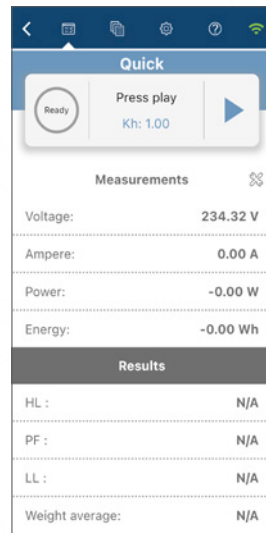 Quick
Ready
Press play
Kh: 1.00
Measurements
Voltage: 234.32 V
Ampere: 0.00 A
Power: -0.00 W
Energy: -0.00 Wh
Results
HL : N/A
PF : N/A
LL : N/A
Weight average: N/A